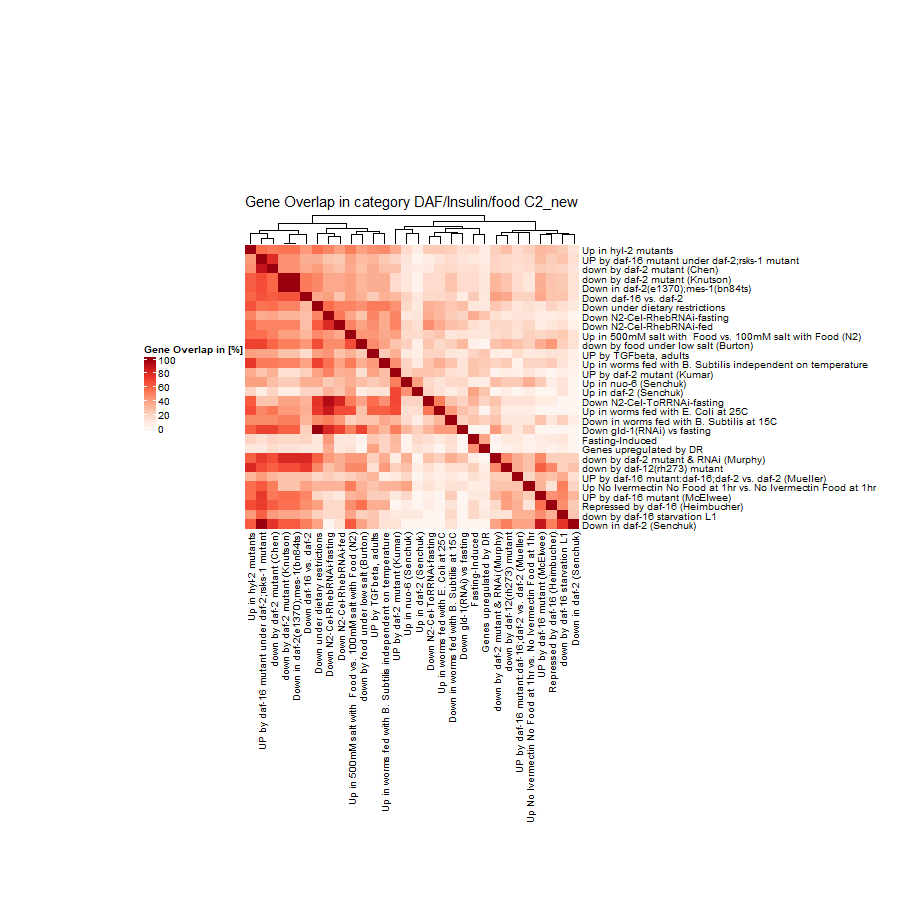 Gene Overlap in category DAF/Insulin/food C2_new
Up in hyl-2 mutants
UP by daf-16 mutant under daf-2;rsks-1 mutant
down by daf-2 mutant (Chen)
down by daf-2 mutant (Knutson)
Down in daf-2(e1370);mes-1(bn84ts)
Down daf-16 vs. daf-2
Down under dietary restrictions
Down N2-Cel-RhebRNAi-fasting
Down N2-Cel-RhebRNAi-fed
Up in 500mM salt with  Food vs. 100mM salt with Food (N2)
down by food under low salt (Burton)
UP by TGFbeta, adults
Up in worms fed with B. Subtilis independent on temperature
UP by daf-2 mutant (Kumar)
Up in nuo-6 (Senchuk)
Up in daf-2 (Senchuk)
Down N2-Cel-ToRRNAi-fasting
Up in worms fed with E. Coli at 25C
Down in worms fed with B. Subtilis at 15C
Down gld-1(RNAi) vs fasting
Fasting-Induced
Genes upregulated by DR
down by daf-2 mutant & RNAi (Murphy)
down by daf-12(rh273) mutant
UP by daf-16 mutant:daf-16;daf-2 vs. daf-2 (Mueller)
Up No Ivermectin No Food at 1hr vs. No Ivermectin Food at 1hr
UP by daf-16 mutant (McElwee)
Repressed by daf-16 (Heimbucher)
down by daf-16 starvation L1
Down in daf-2 (Senchuk)
Gene Overlap in [%]
100
80
60
40
20
0
Up in hyl-2 mutants
UP by daf-16 mutant under daf-2;rsks-1 mutant
down by daf-2 mutant (Chen)
down by daf-2 mutant (Knutson)
Down in daf-2(e1370);mes-1(bn84ts)
Down daf-16 vs. daf-2
Down under dietary restrictions
Down N2-Cel-RhebRNAi-fasting
Down N2-Cel-RhebRNAi-fed
Up in 500mM salt with  Food vs. 100mM salt with Food (N2)
down by food under low salt (Burton)
UP by TGFbeta, adults
Up in worms fed with B. Subtilis independent on temperature
UP by daf-2 mutant (Kumar)
Up in nuo-6 (Senchuk)
Up in daf-2 (Senchuk)
Down N2-Cel-ToRRNAi-fasting
Up in worms fed with E. Coli at 25C
Down in worms fed with B. Subtilis at 15C
Down gld-1(RNAi) vs fasting
Fasting-Induced
Genes upregulated by DR
down by daf-2 mutant & RNAi (Murphy)
down by daf-12(rh273) mutant
UP by daf-16 mutant:daf-16;daf-2 vs. daf-2 (Mueller)
Up No Ivermectin No Food at 1hr vs. No Ivermectin Food at 1hr
UP by daf-16 mutant (McElwee)
Repressed by daf-16 (Heimbucher)
down by daf-16 starvation L1
Down in daf-2 (Senchuk)